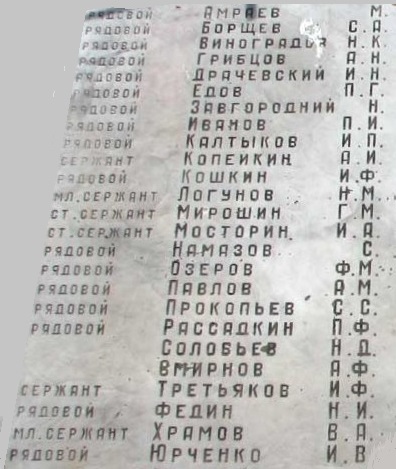 РЯДОВОЙ АМРАЕВ М.
РЯДОВОЙ БОРЩЕВ С.А.
РЯДОВОЙ ВИНОГРАДОВ Н.К.
РЯДОВОЙ ГРИБЦОВ А.Н.
РЯДОВОЙ ДРАЧЕВСКИЙ И.Н.
РЯДОВОЙ ЕДОВ П.Г.
РЯДОВОЙ ЗАВГОРОДНИЙ Н.
РЯДОВОЙ ИВАНОВ П.И.
РЯДОВОЙ КАЛТЫКОВ И.П.
СЕРЖАНТ КОПЕЙКИН А.И.
РЯДОВОЙ КОШКИН И.Ф.
МЛ.СЕРЖАНТ ЛОГУНОВ Н.М.
СТ.СЕРЖАНТ МИРОШИН Г.М.
СТ.СЕРЖАНТ МОСТОРИН И.А.
РЯДОВОЙ НАМАЗОВ С.
РЯДОВОЙ ОЗЕРОВ Ф.М.
РЯДОВОЙ ПАВЛОВ А.М.
РЯДОВОЙ ПРОКОПЬЕВ С.С.
РЯДОВОЙ РАССАДКИН П.Ф.
СОЛОБЬЕВ Н.Д.
ВМИРНОВ А.Ф.
СЕРЖАНТ ТРЕТЬЯКОВ И.Ф.
РЯДОВОЙ ФЕДИН Н.И.
МЛ.СЕРЖАНТ ХРАМОВ В.А.
РЯДОВОЙ ЮРЧЕНКО И.В